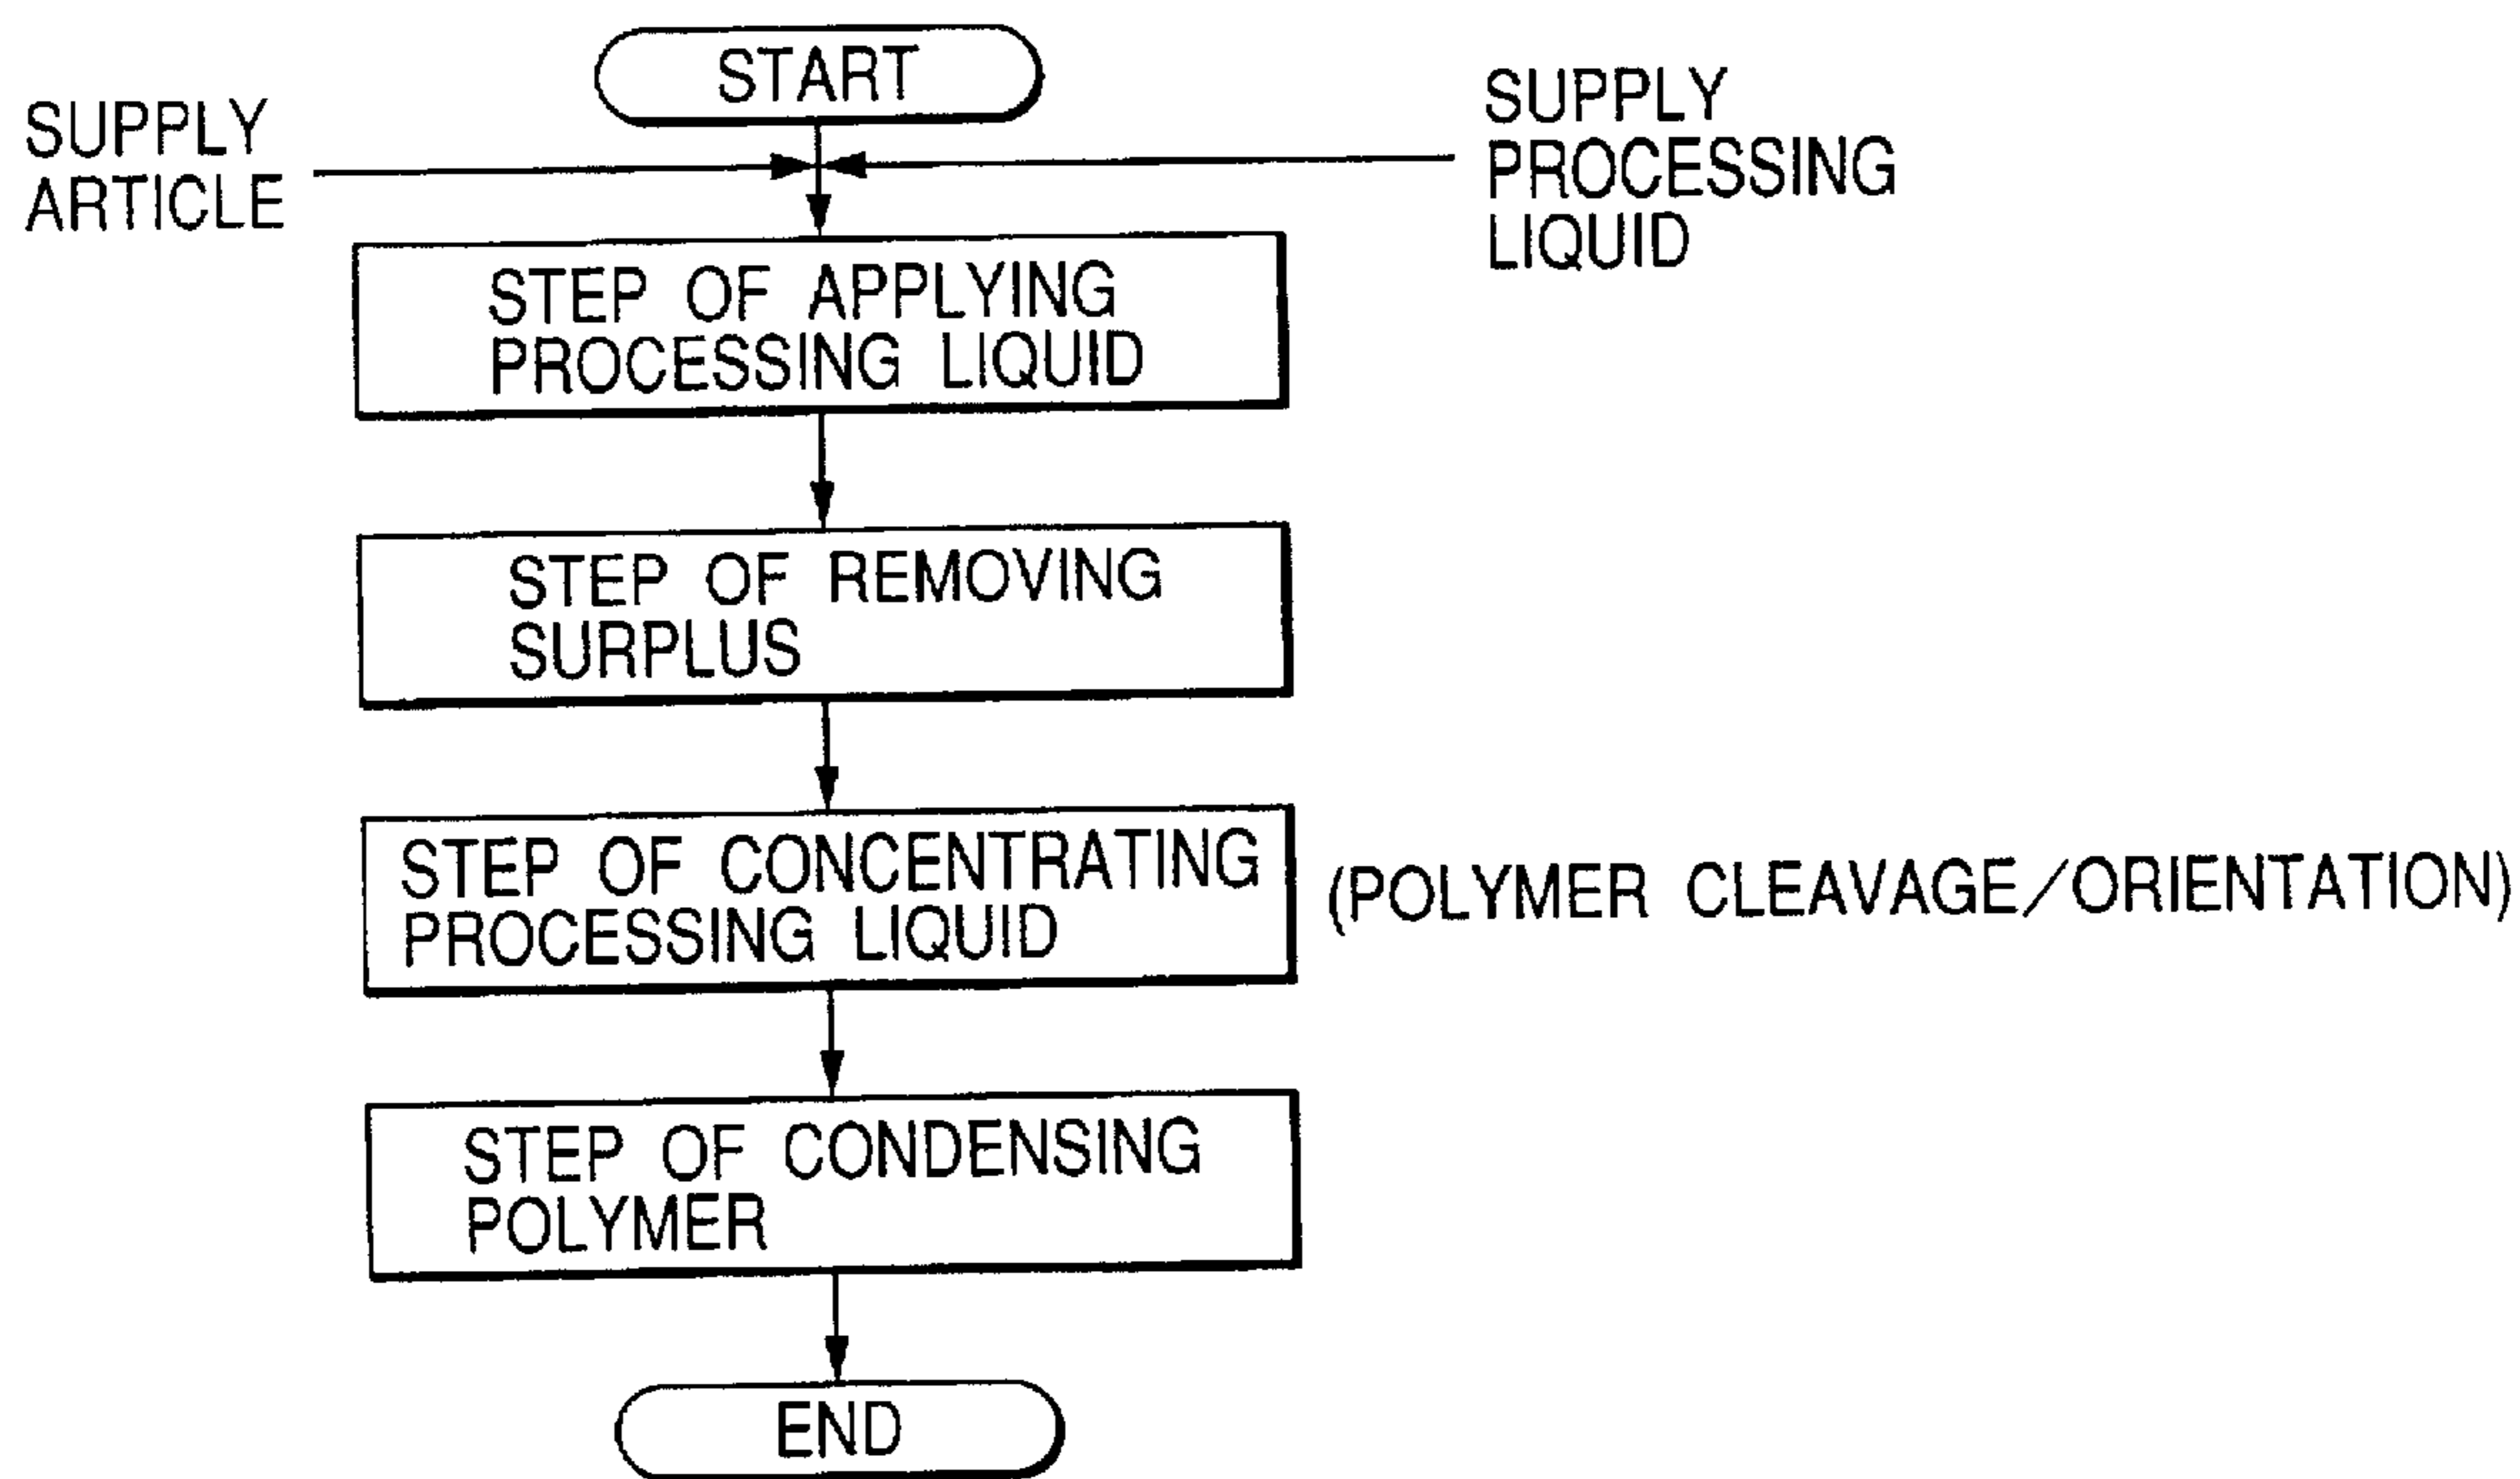 START
SUPPLY
ARTICLE
SUPPLY
PROCESSING
LIQUID
STEP OF APPLYING
PROCESSING LIQUID
STEP OF REMOVING
SURPLUS
STEP OF CONCENTRATING
PROCESSING LIQUID
(POLYMER CLEAVAGE/ORIENTATION)
STEP OF CONDENSING
POLYMER
END